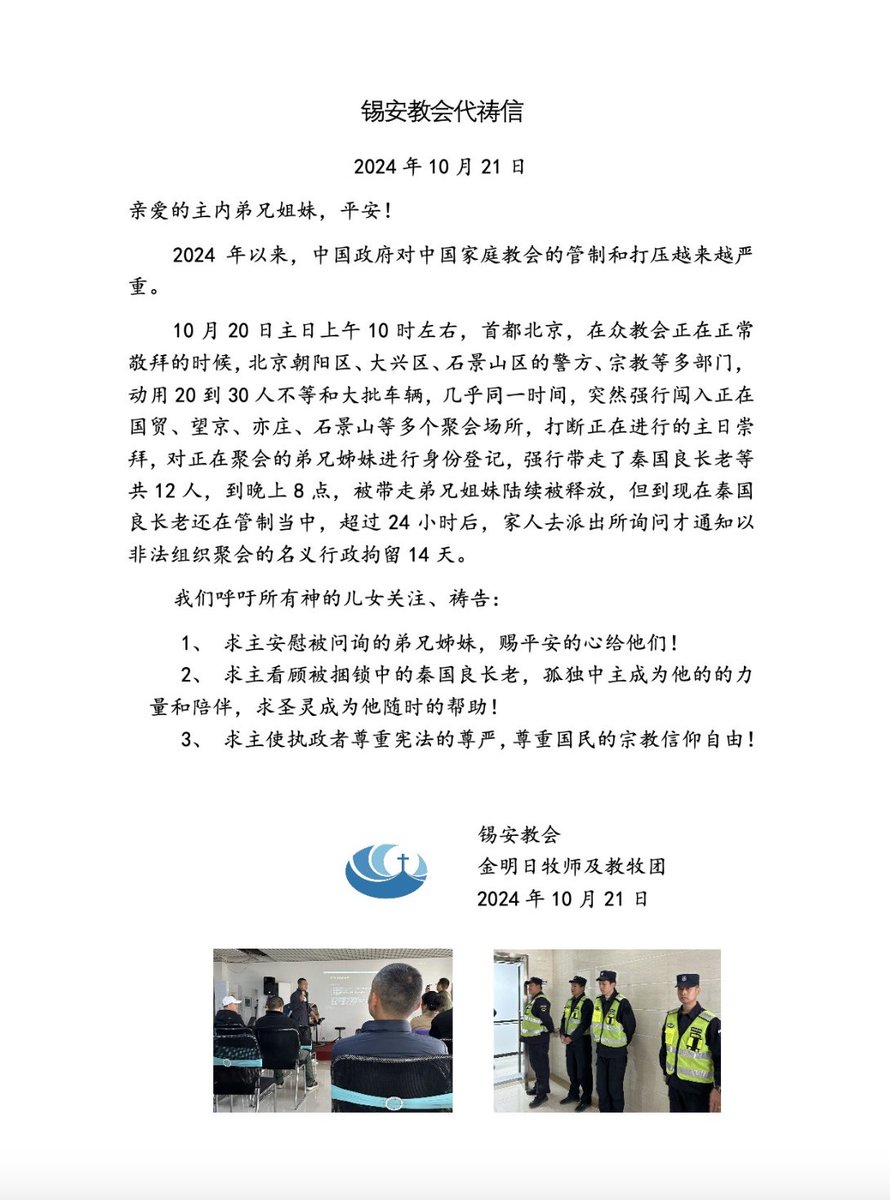 锡安教会代祷信
2024 年 10 月 21 日
亲爱的主内弟兄姐妹，平安！
2024 年以来，中国政府对中国家庭教会的管制和打压越来越严
重。
10 月 20 日主日上午 10 时左右，首都北京，在众教会正在正常
敬拜的时候，北京朝阳区、大兴区、石景山区的警方、宗教等多部门，
动用 20 到 30 人不等和大批车辆，几乎同一时间，突然强行闯入正在
国贸、望京、亦庄、石景山等多个聚会场所，打断正在进行的主日崇
拜，对正在聚会的弟兄姊妹进行身份登记，强行带走了秦国良长老等
共 12 人，到晚上 8 点，被带走弟兄姐妹陆续被释放，但到现在秦国
良长老还在管制当中，超过 24 小时后，家人去派出所询问才通知以
非法组织聚会的名义行政拘留 14 天。
我们呼吁所有神的儿女关注、祷告：
1、 求主安慰被问询的弟兄姊妹，赐平安的心给他们！
2、 求主看顾被捆锁中的秦国良长老，孤独中主成为他的的力
量和陪伴，求圣灵成为他随时的帮助！
3、 求主使执政者尊重宪法的尊严，尊重国民的宗教信仰自由！
锡安教会
金明日牧师及教牧团
2024 年 10 月 21 日